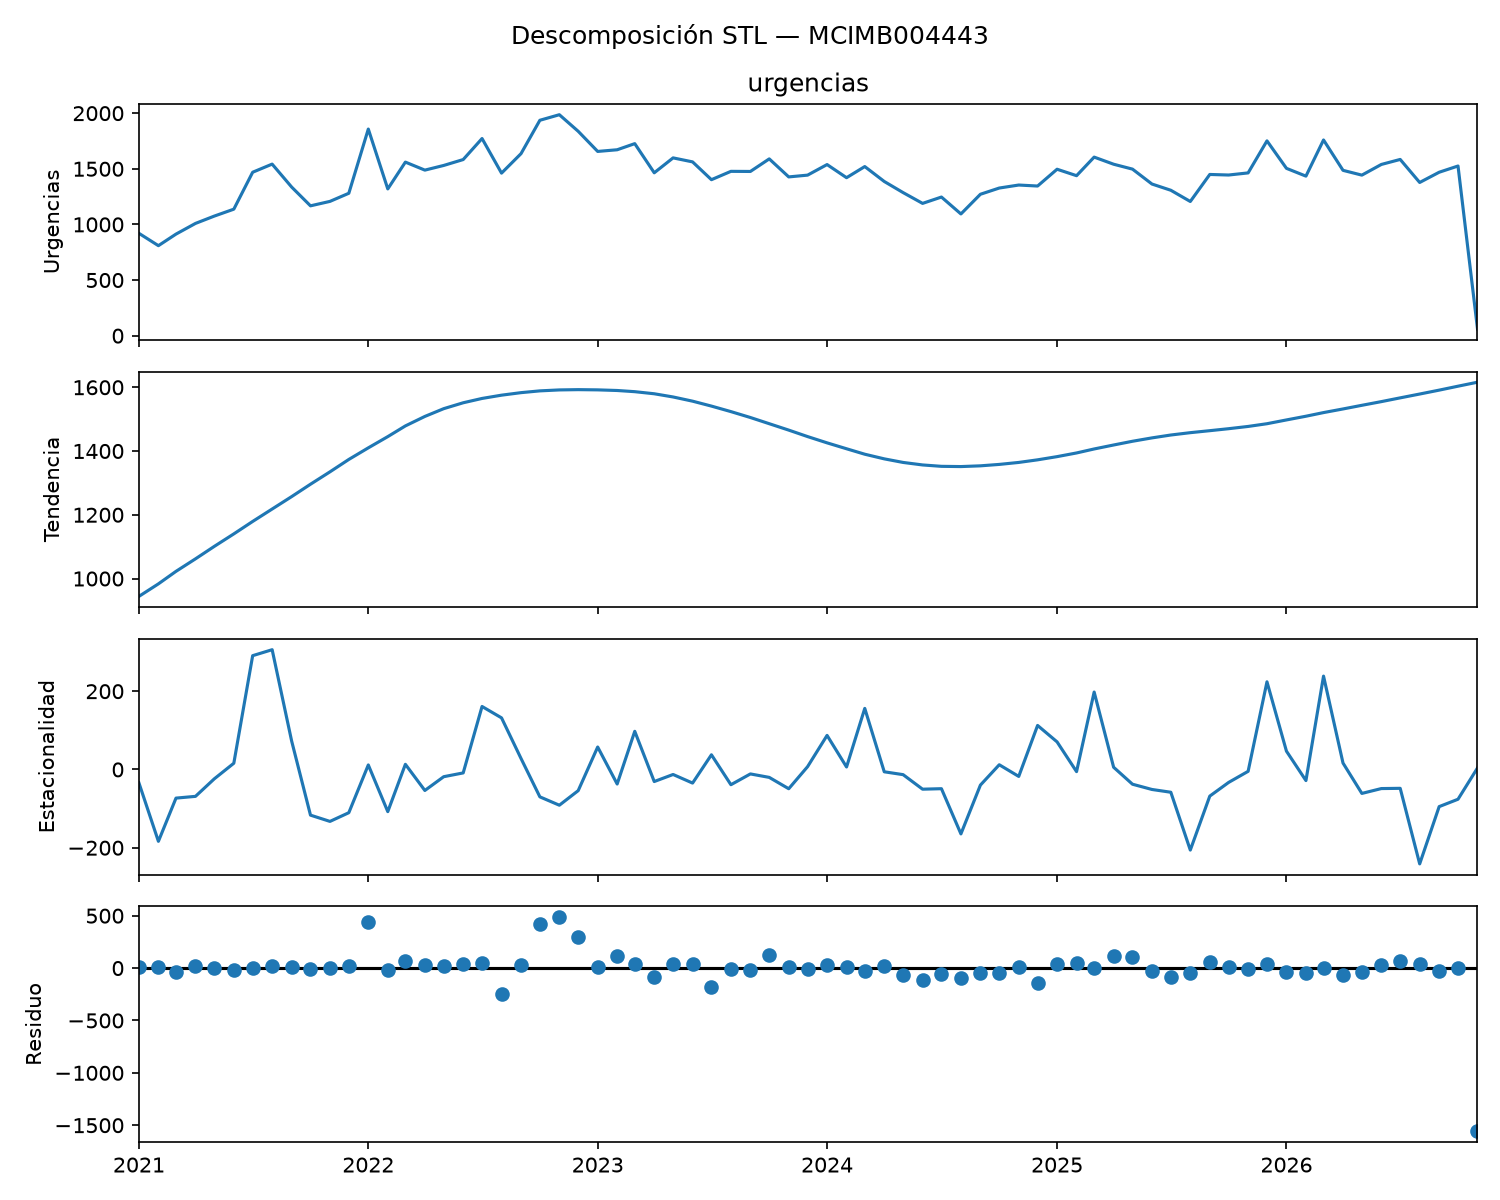 Descomposición STL — MCIMB004443
urgencias
Urgencias
2000
1500
1000
500
0
Tendencia
1600
1400
1200
1000
Estacionalidad
200
0
−200
Residuo
500
0
−500
−1000
−1500
2021 2022 2023 2024 2025 2026